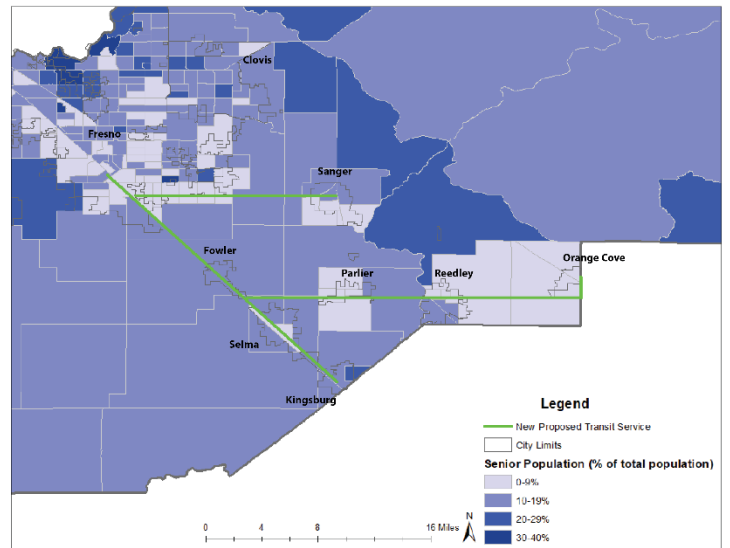 Clovis
Fresno
Sanger
Fowler
Parlier
Reedley
Orange Cove
Selma
Kingsburg
Legend
New Proposed Transit Service
City Limits
Senior Population (% of total population)
0-9%
10-19%
20-29%
30-40%
N
0 4 8 16 Miles